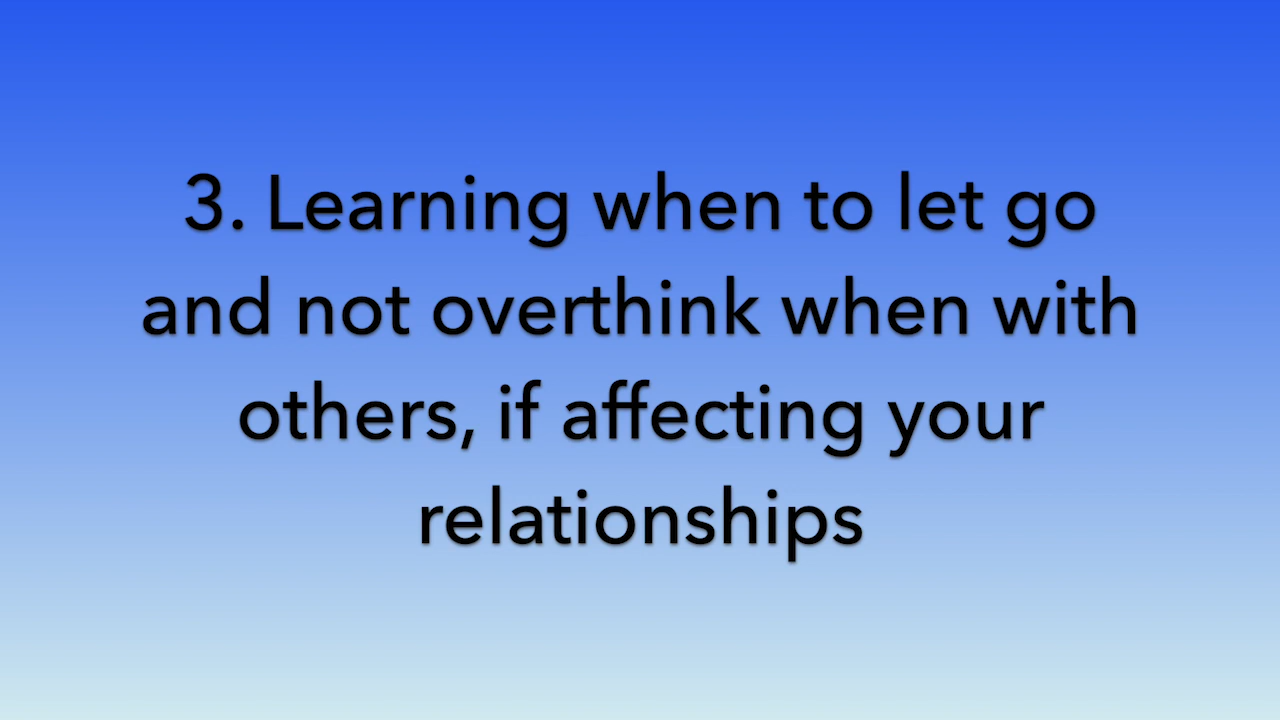 3. Learning when to let go
and not overthink when with
others, if affecting your
relationships